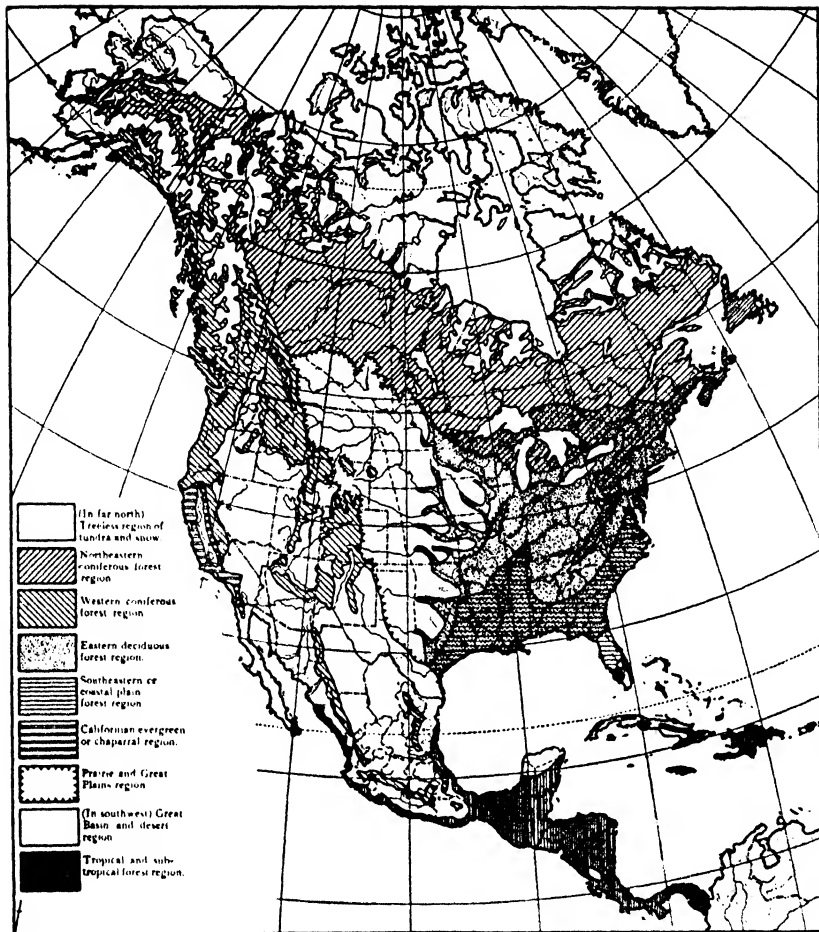 (In far north)
Treeless region of
tundra and snow.
Northeastern
coniferous forest
region
Western coniferous
forest region
Eastern deciduous
forest region.
Southeastern or
coastal plain
forest region
Californian evergreen
or chaparral region.
Prairie and Great
Plains region
(In southwest) Great
Basin and desert
region
Tropical and sub-
tropical forest region.